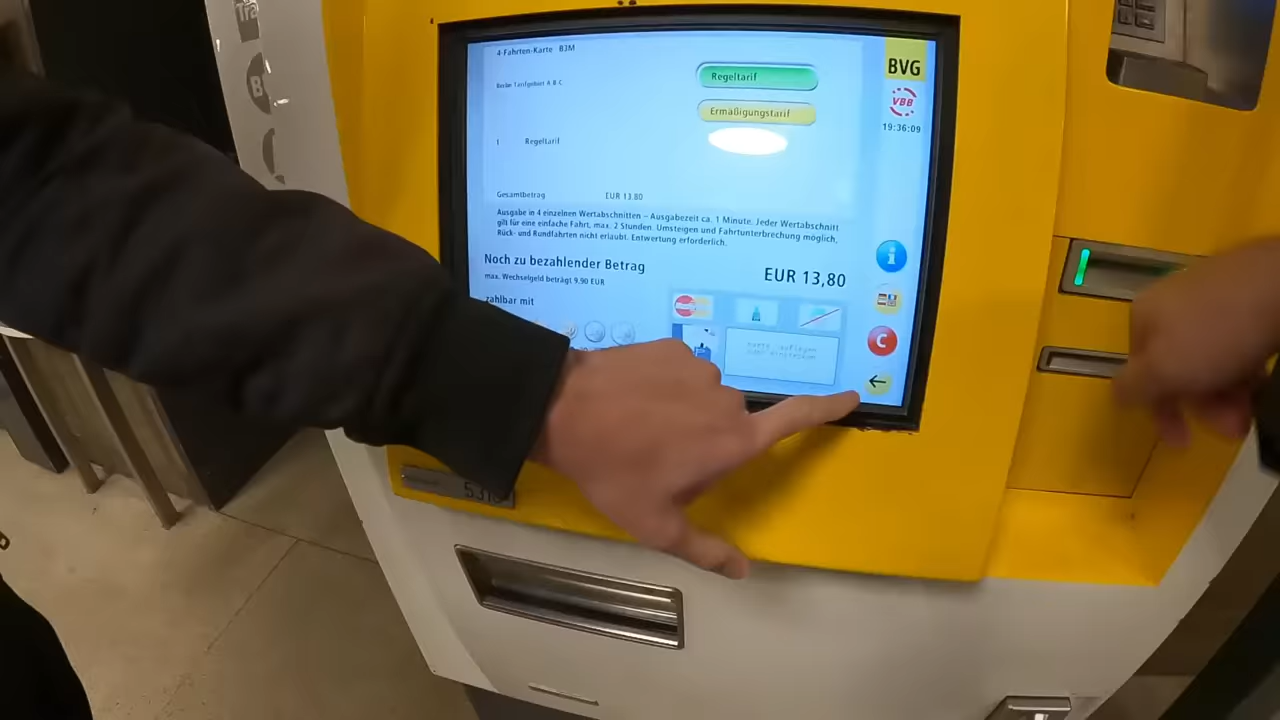 4-Fahrten-Karte B3M
Berlin Tarifgebiet A-B-C
Regeltarif
Ermäßigungstarif
BVG
VBB
19:36:09
1 Regeltarif
Gesamtbetrag EUR 13.80
Ausgabe in 4 einzelnen Wertabschnitten – Ausgabezeit ca. 1 Minute. Jeder Wertabschnitt
gilt für eine einfache Fahrt, max. 2 Stunden. Umsteigen und Fahrtunterbrechung möglich,
Rück- und Rundfahrten nicht erlaubt. Entwertung erforderlich.
Noch zu bezahlender Betrag EUR 13,80
max. Wechselgeld beträgt 9.90 EUR
zahlbar mit
i
C
Tra
B